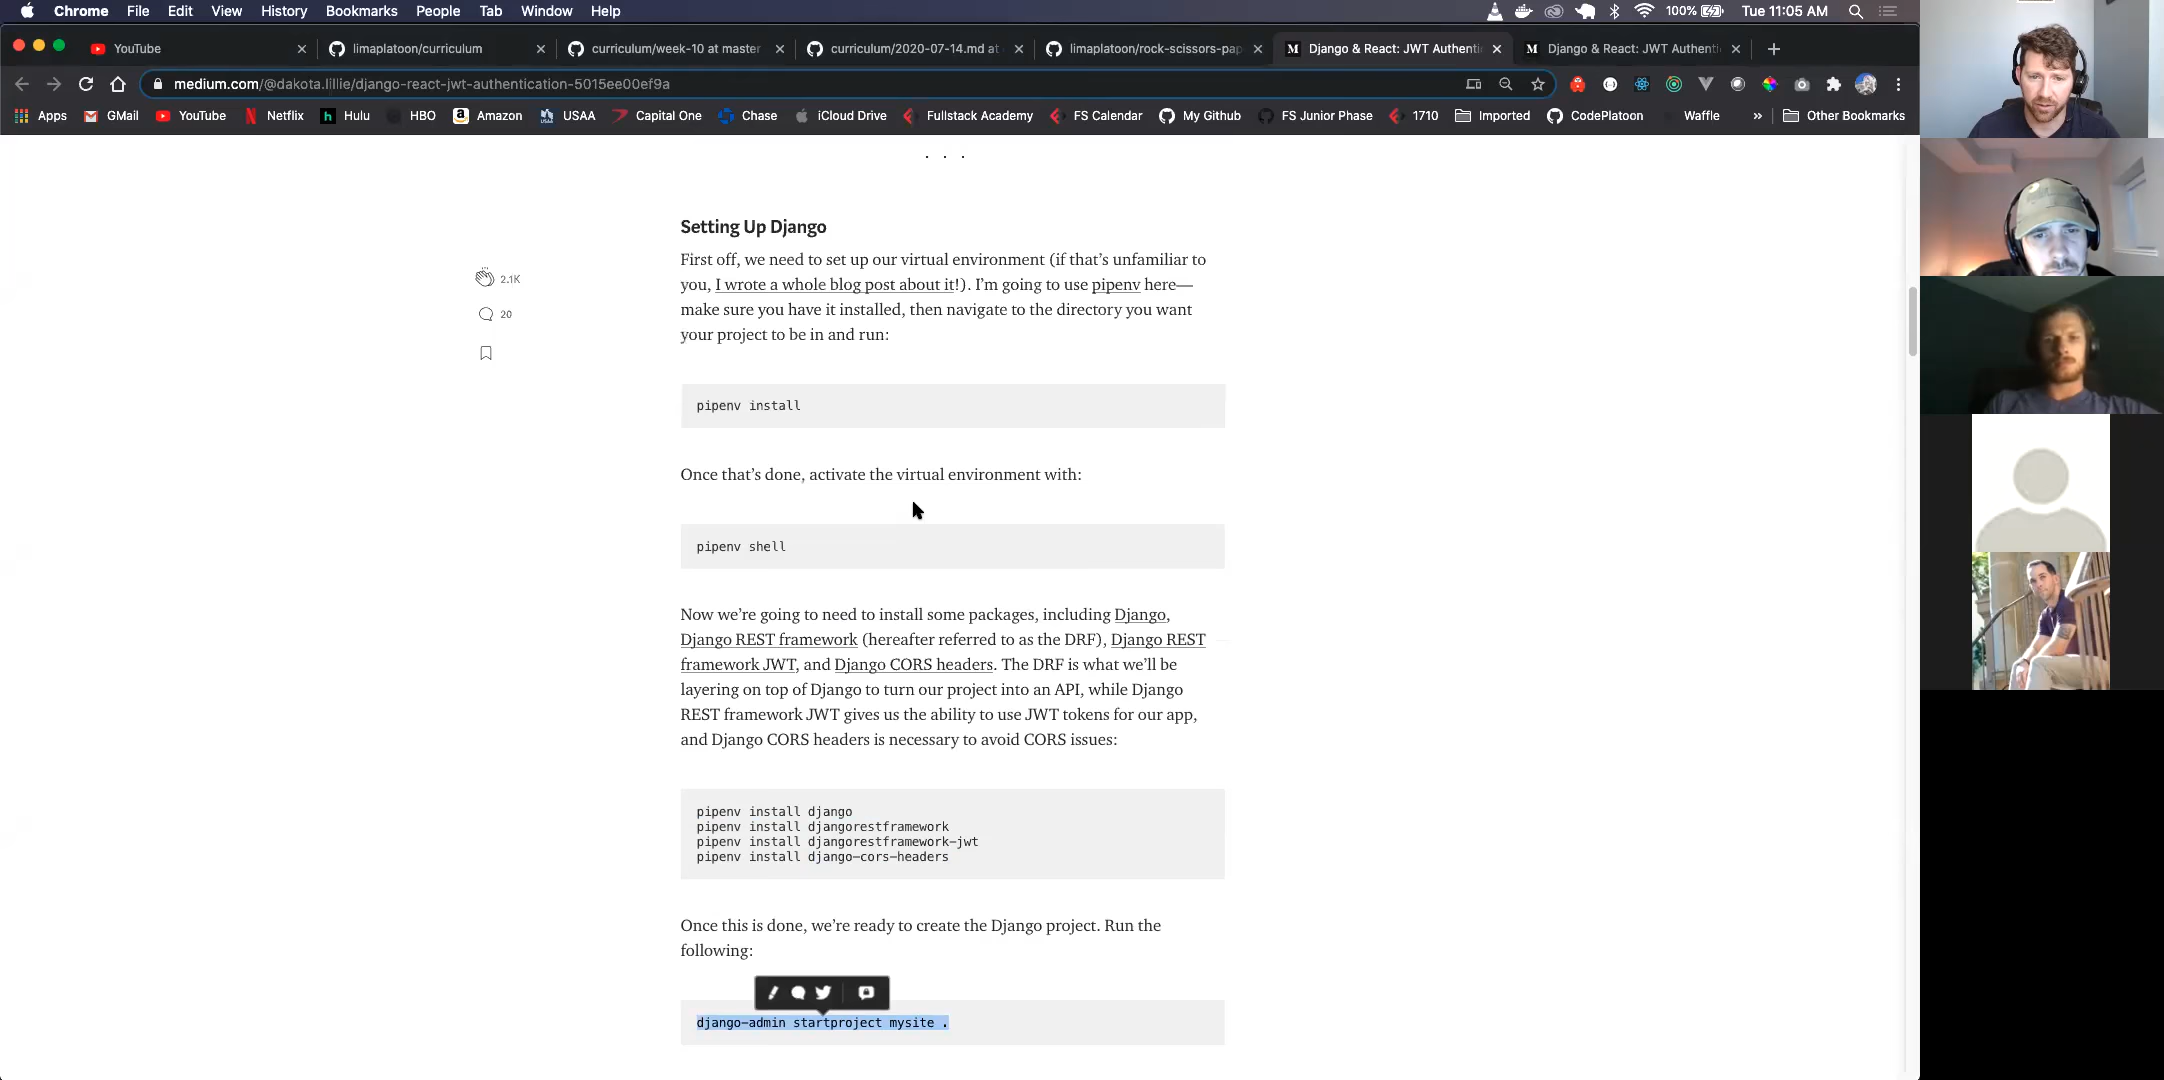 Chrome File Edit View History Bookmarks People Tab Window Help 100% Tue 11:05 AM
YouTube limaplatoon/curriculum curriculum/week-10 at master curriculum/2020-07-14.md at limaplatoon/rock-scissors-pap Django & React: JWT Authenti Django & React: JWT Authenti
medium.com/@dakota.lillie/django-react-jwt-authentication-5015ee00ef9a
Apps GMail YouTube Netflix Hulu HBO Amazon USAA Capital One Chase iCloud Drive Fullstack Academy FS Calendar My Github FS Junior Phase 1710 Imported CodePlatoon Waffle » Other Bookmarks
. . .
Setting Up Django
First off, we need to set up our virtual environment (if that’s unfamiliar to
you, I wrote a whole blog post about it!). I’m going to use pipenv here—
make sure you have it installed, then navigate to the directory you want
your project to be in and run:
2.1K
20
pipenv install
Once that’s done, activate the virtual environment with:
pipenv shell
Now we’re going to need to install some packages, including Django,
Django REST framework (hereafter referred to as the DRF), Django REST
framework JWT, and Django CORS headers. The DRF is what we’ll be
layering on top of Django to turn our project into an API, while Django
REST framework JWT gives us the ability to use JWT tokens for our app,
and Django CORS headers is necessary to avoid CORS issues:
pipenv install django
pipenv install djangorestframework
pipenv install djangorestframework-jwt
pipenv install django-cors-headers
Once this is done, we’re ready to create the Django project. Run the
following:
django-admin startproject mysite .